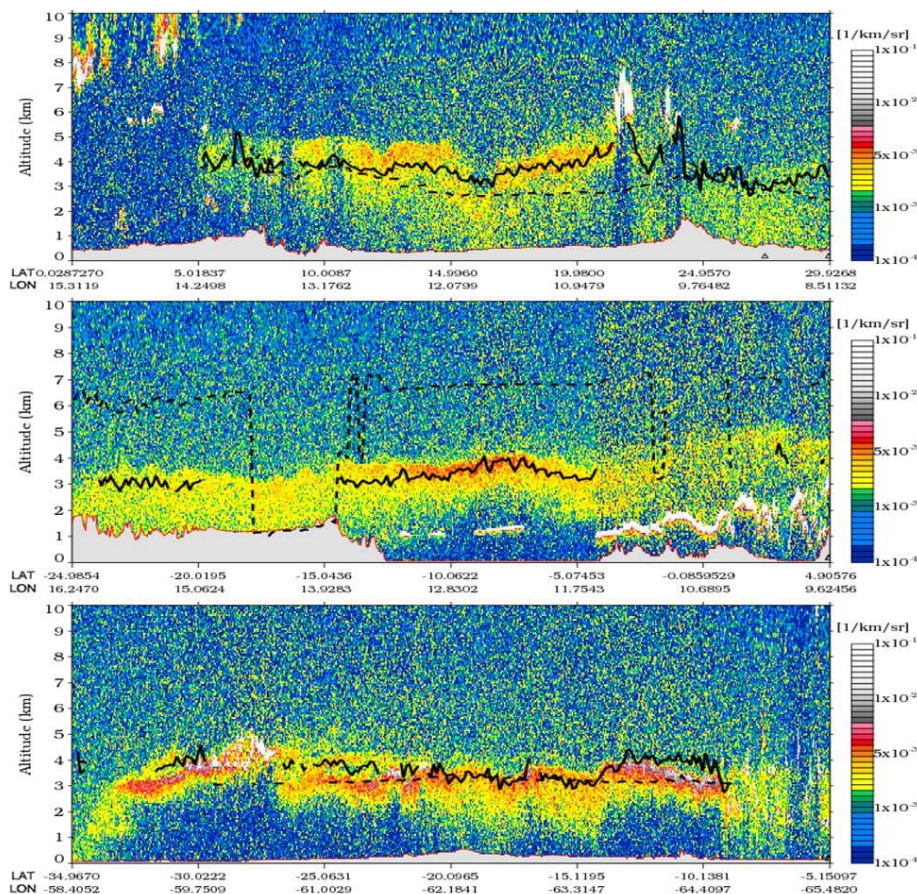 [1/km/sr]
10
9
8
7
6
5
4
3
2
1
0
Altitude (km)
1x10-1
1x10-2
5x10-3
1x10-3
1x10-4
LAT 0.0287270 5.01837 10.0087 14.9960 19.9800 24.9570 29.9268
LON 15.3119 14.2498 13.1762 12.0799 10.9479 9.76482 8.51132
[1/km/sr]
10
9
8
7
6
5
4
3
2
1
0
Altitude (km)
1x10-1
1x10-2
5x10-3
1x10-3
1x10-4
LAT -24.9854 -20.0195 -15.0436 -10.0622 -5.07453 -0.0859529 4.90576
LON 16.2470 15.0624 13.9283 12.8302 11.7543 10.6895 9.62456
[1/km/sr]
10
9
8
7
6
5
4
3
2
1
0
Altitude (km)
1x10-1
1x10-2
5x10-3
1x10-3
1x10-4
LAT -34.9670 -30.0222 -25.0631 -20.0965 -15.1195 -10.1381 -5.15097
LON -58.4052 -59.7509 -61.0029 -62.1841 -63.3147 -64.4097 -65.4820